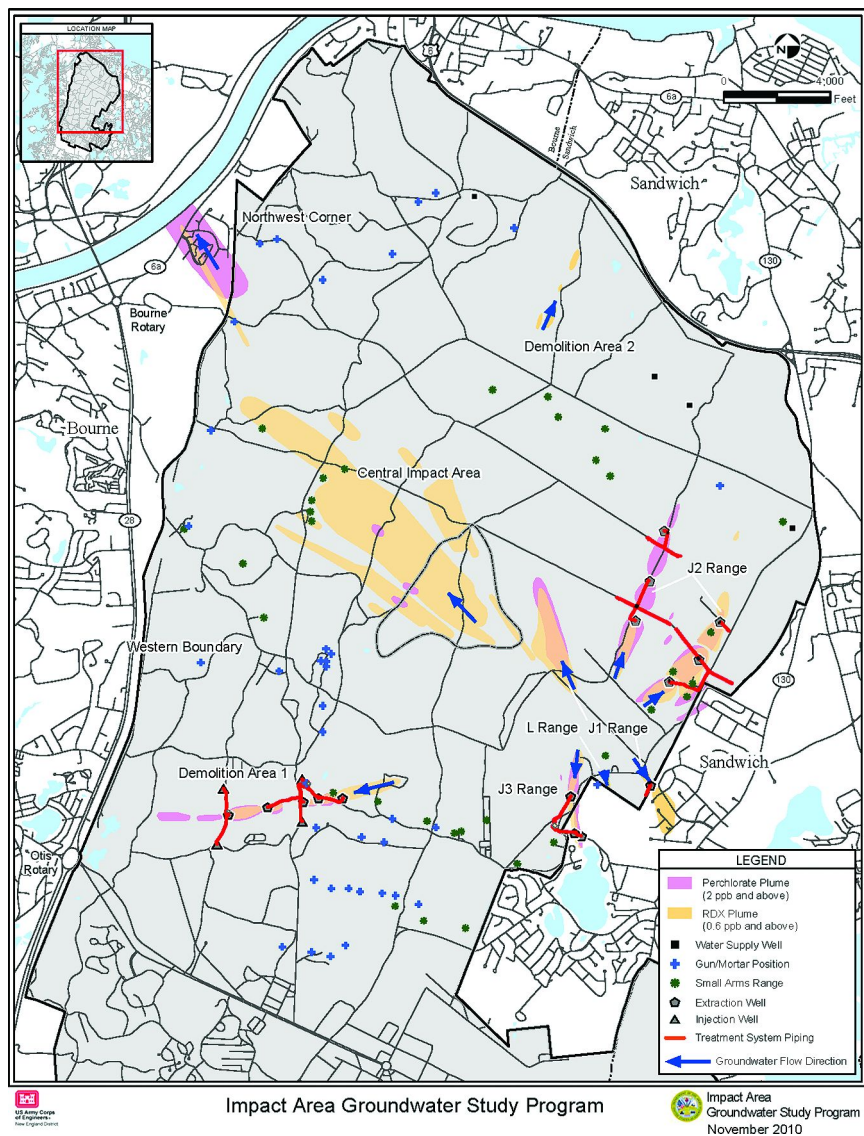 LOCATION MAP
8
N
0 4,000
Feet
6a
Bourne
Sandwich
Sandwich
Northwest Corner
6a
130
Bourne
Rotary
Demolition Area 2
Bourne
Central Impact Area
28
J2 Range
Western Boundary
130
L Range
J1 Range
Sandwich
Demolition Area 1
J3 Range
Otis
Rotary
LEGEND
Perchlorate Plume
(2 ppb and above)
RDX Plume
(0.6 ppb and above)
Water Supply Well
Gun/Mortar Position
Small Arms Range
Extraction Well
Injection Well
Treatment System Piping
Groundwater Flow Direction
US Army Corps
of Engineers®
New England District
Impact Area Groundwater Study Program
Impact Area
Groundwater Study Program
November 2010